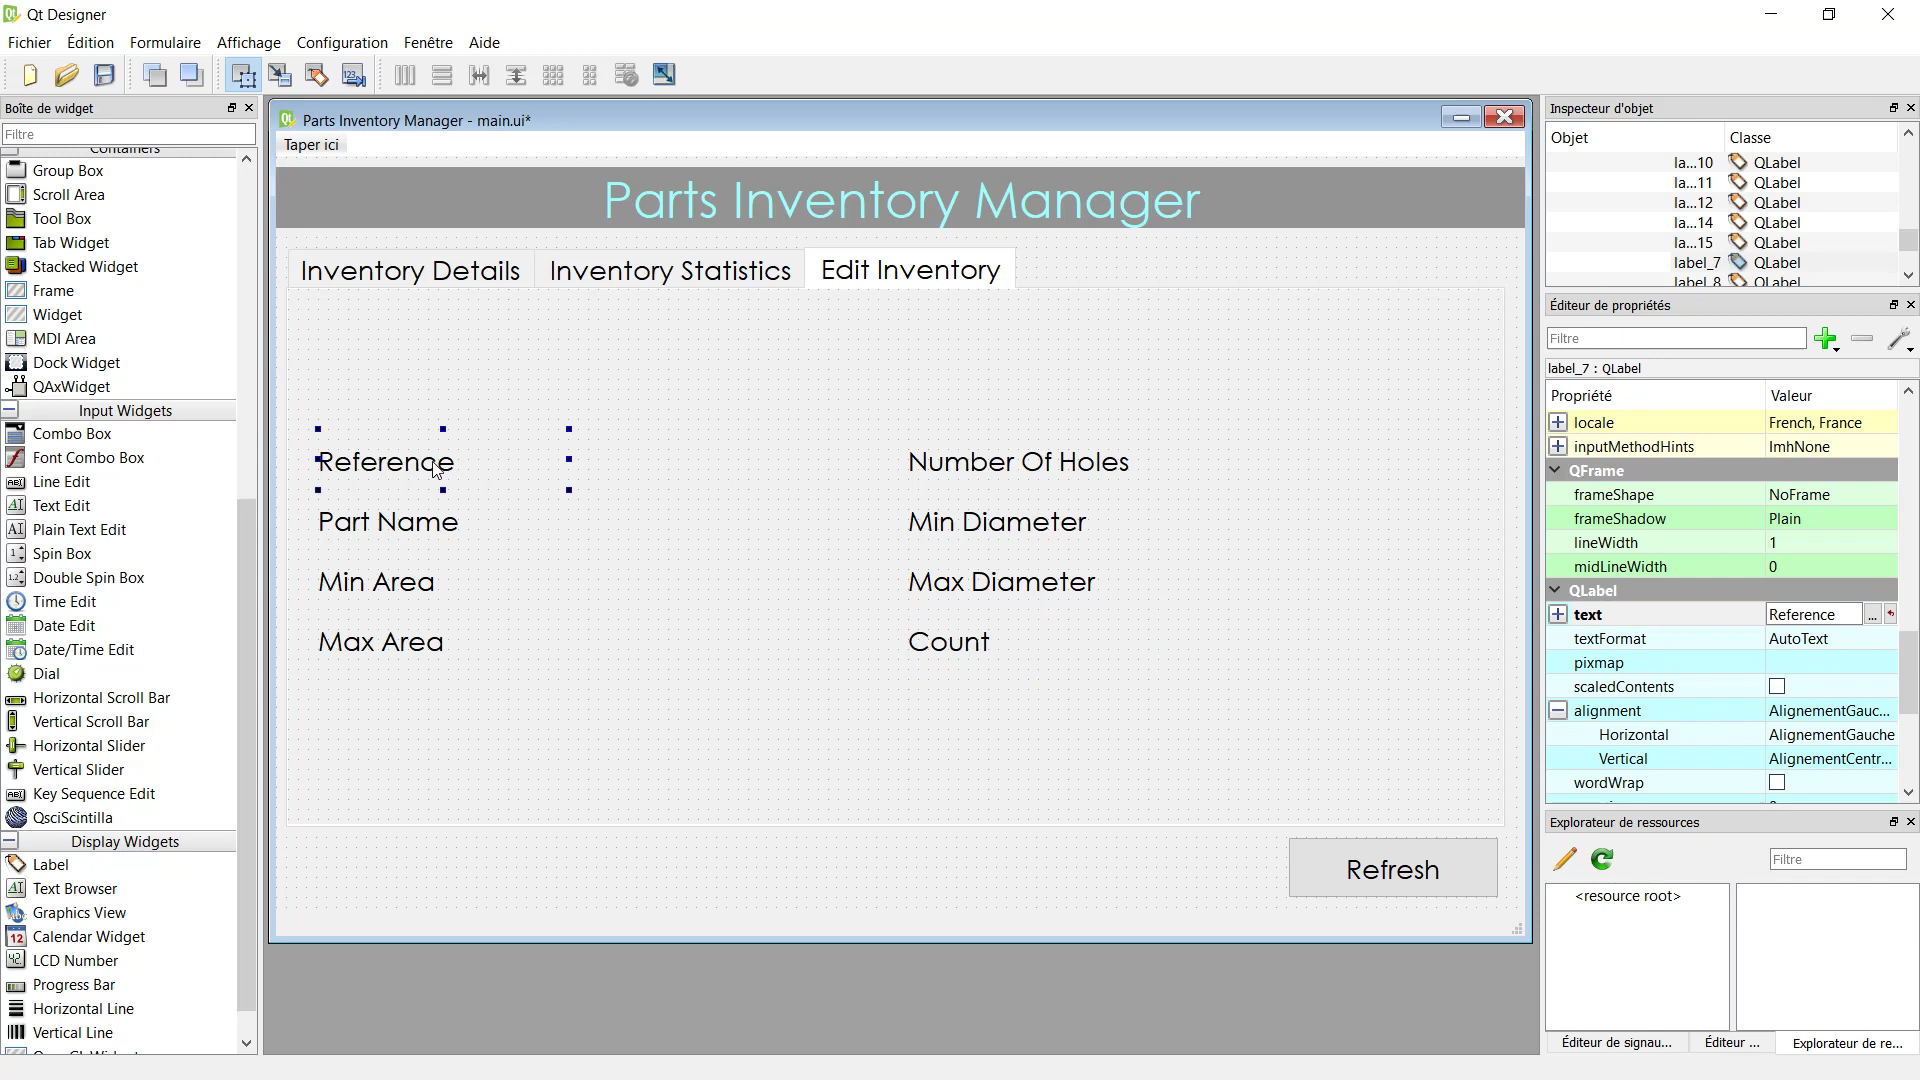 Qt Designer
Fichier Édition Formulaire Affichage Configuration Fenêtre Aide
Boîte de widget
Filtre
Containers
Group Box
Scroll Area
Tool Box
Tab Widget
Stacked Widget
Frame
Widget
MDI Area
Dock Widget
QAxWidget
Input Widgets
Combo Box
Font Combo Box
Line Edit
Text Edit
Plain Text Edit
Spin Box
Double Spin Box
Time Edit
Date Edit
Date/Time Edit
Dial
Horizontal Scroll Bar
Vertical Scroll Bar
Horizontal Slider
Vertical Slider
Key Sequence Edit
QsciScintilla
Display Widgets
Label
Text Browser
Graphics View
Calendar Widget
LCD Number
Progress Bar
Horizontal Line
Vertical Line
Parts Inventory Manager - main.ui*
Taper ici
Parts Inventory Manager
Inventory Details Inventory Statistics Edit Inventory
Reference Number Of Holes
Part Name Min Diameter
Min Area Max Diameter
Max Area Count
Refresh
Inspecteur d'objet
Objet Classe
la...10 QLabel
la...11 QLabel
la...12 QLabel
la...14 QLabel
la...15 QLabel
label_7 QLabel
label_8 QLabel
Éditeur de propriétés
Filtre
label_7 : QLabel
Propriété Valeur
locale French, France
inputMethodHints ImhNone
QFrame
frameShape NoFrame
frameShadow Plain
lineWidth 1
midLineWidth 0
QLabel
text Reference ...
textFormat AutoText
pixmap
scaledContents
alignment AlignementGauc...
Horizontal AlignementGauche
Vertical AlignementCentr...
wordWrap
Explorateur de ressources
Filtre
<resource root>
Éditeur de signau... Éditeur ... Explorateur de re...